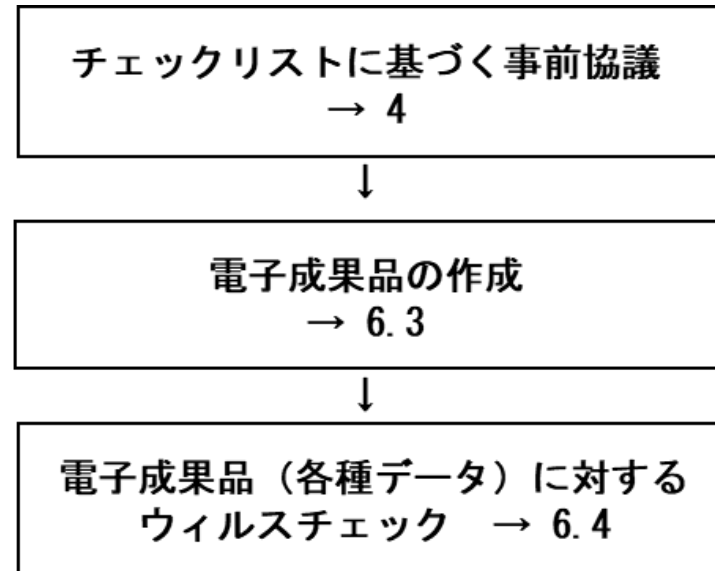 チェックリストに基づく事前協議
→ 4
↓
電子成果品の作成
→ 6.3
↓
電子成果品（各種データ）に対する
ウィルスチェック　→ 6.4